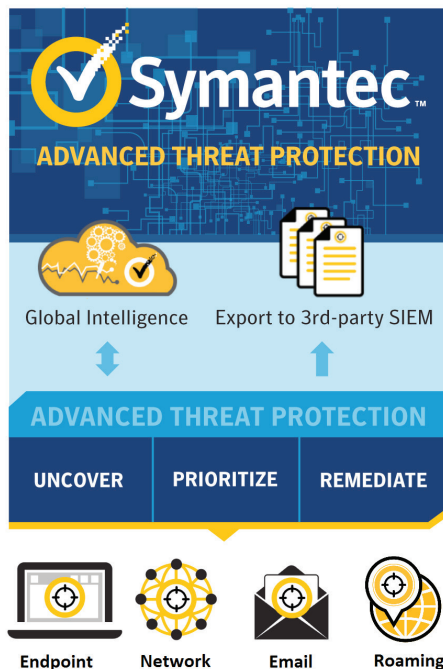 Symantec™
ADVANCED THREAT PROTECTION
Global Intelligence Export to 3rd-party SIEM
ADVANCED THREAT PROTECTION
UNCOVER PRIORITIZE REMEDIATE
Endpoint Network Email Roaming